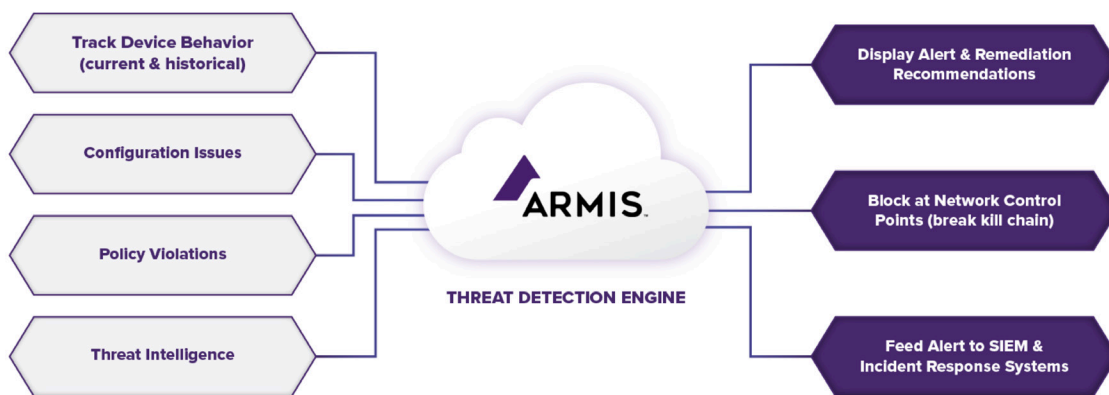 Track Device Behavior
(current & historical)
Configuration Issues
Policy Violations
Threat Intelligence
ARMIS™
THREAT DETECTION ENGINE
Display Alert & Remediation
Recommendations
Block at Network Control
Points (break kill chain)
Feed Alert to SIEM &
Incident Response Systems